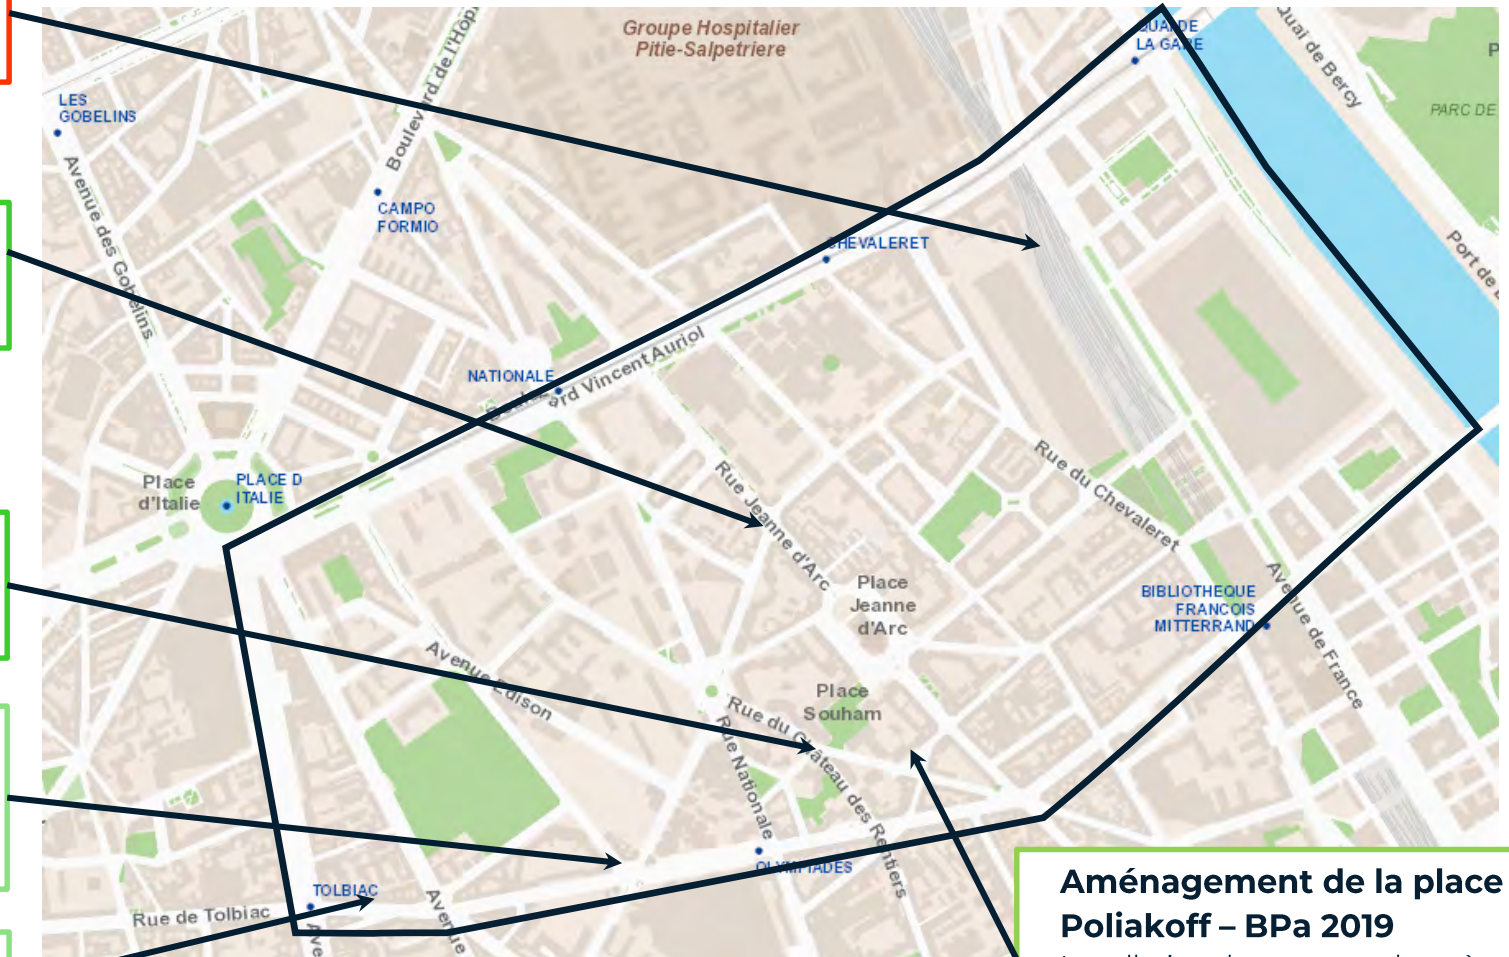 Groupe Hospitalier
Pitie-Salpetriere
QUAI DE
LA GARE
Quai de Bercy
PARC DE
P
LES
GOBELINS
Boulevard de l'Hôp
Avenue des Gobelins
CAMPO
FORMIO
CHEVALERET
Port de
NATIONALE
Boulevard Vincent Auriol
Place
d'Italie
PLACE D
ITALIE
Rue Jeanne d'Arc
Rue du Chevaleret
Place
Jeanne
d'Arc
BIBLIOTHEQUE
FRANCOIS
MITTERRAND
Avenue de France
Avenue Edison
Place
Souham
Rue du Château des Rentiers
Rue Nationale
OLYMPIADES
TOLBIAC
Rue de Tolbiac
Ave
Avenue
Aménagement de la place
Poliakoff – BPa 2019